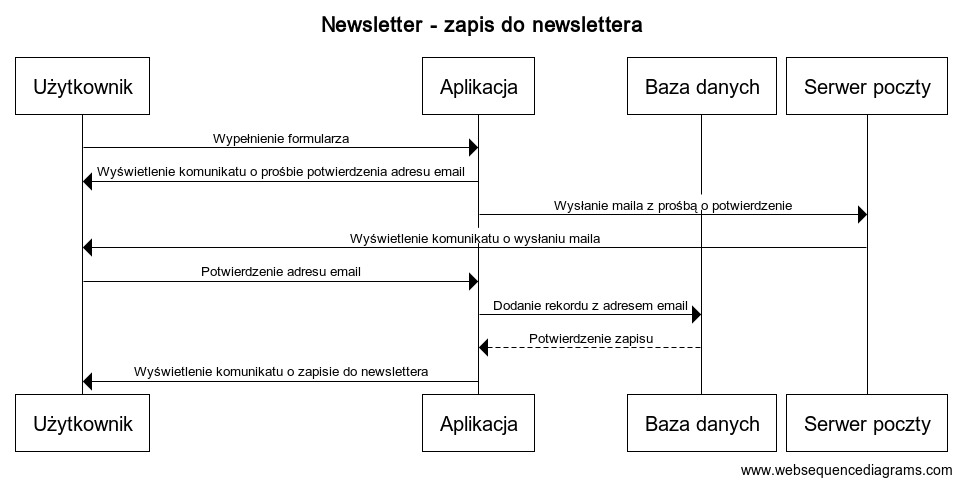 Newsletter - zapis do newslettera
Użytkownik
Aplikacja
Baza danych
Serwer poczty
Wypełnienie formularza
Wyświetlenie komunikatu o prośbie potwierdzenia adresu email
Wysłanie maila z prośbą o potwierdzenie
Wyświetlenie komunikatu o wysłaniu maila
Potwierdzenie adresu email
Dodanie rekordu z adresem email
Potwierdzenie zapisu
Wyświetlenie komunikatu o zapisie do newslettera
Użytkownik
Aplikacja
Baza danych
Serwer poczty
www.websequencediagrams.com